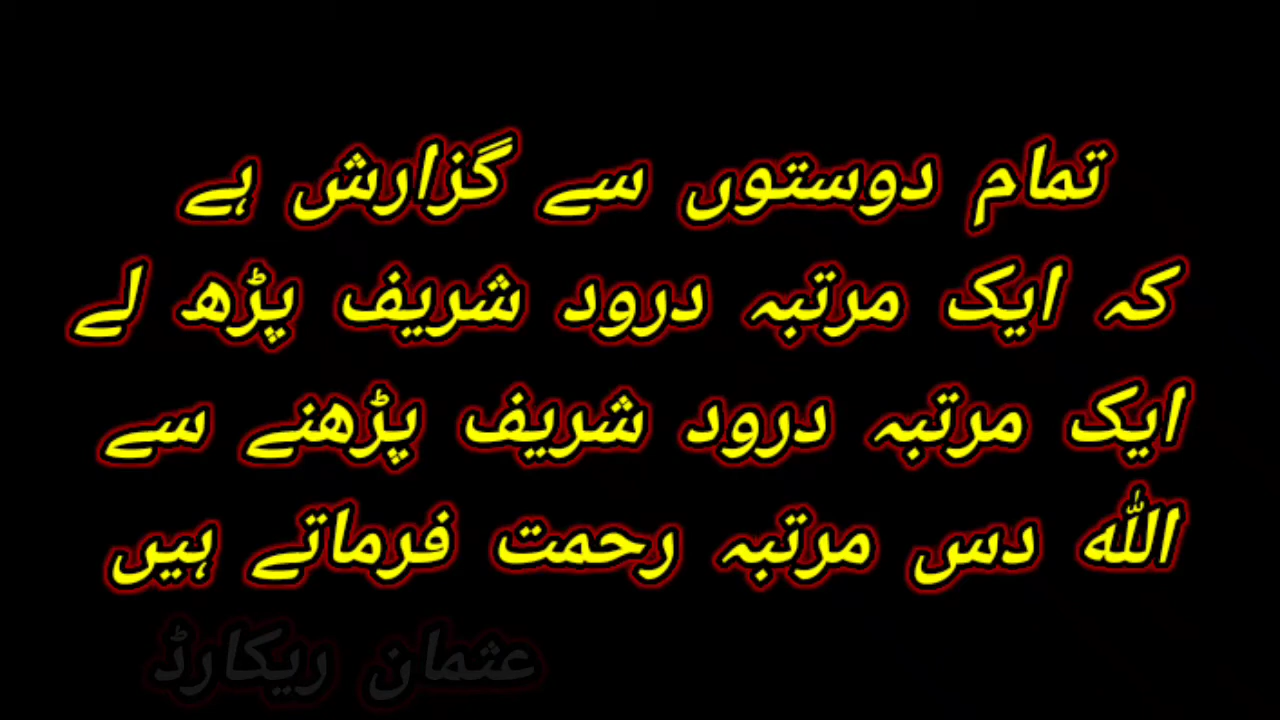 تمام دوستوں سے گزارش ہے
کہ ایک مرتبہ درود شریف پڑھ لے
ایک مرتبہ درود شریف پڑھنے سے
اللہ دس مرتبہ رحمت فرماتے ہیں
عثمان ریکارڈ